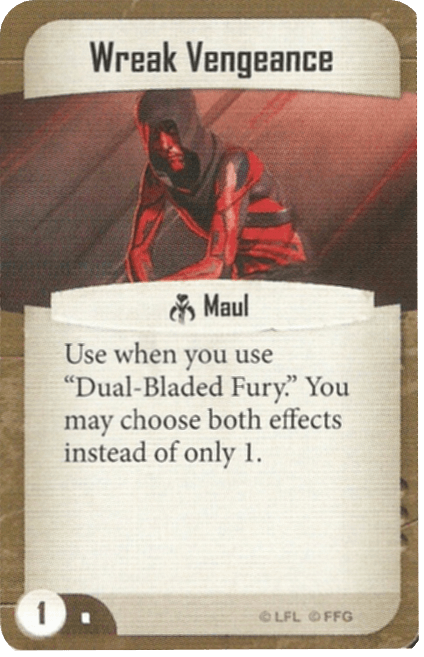 Wreak Vengeance
Maul
Use when you use
“Dual-Bladed Fury.” You
may choose both effects
instead of only 1.
1
© LFL © FFG